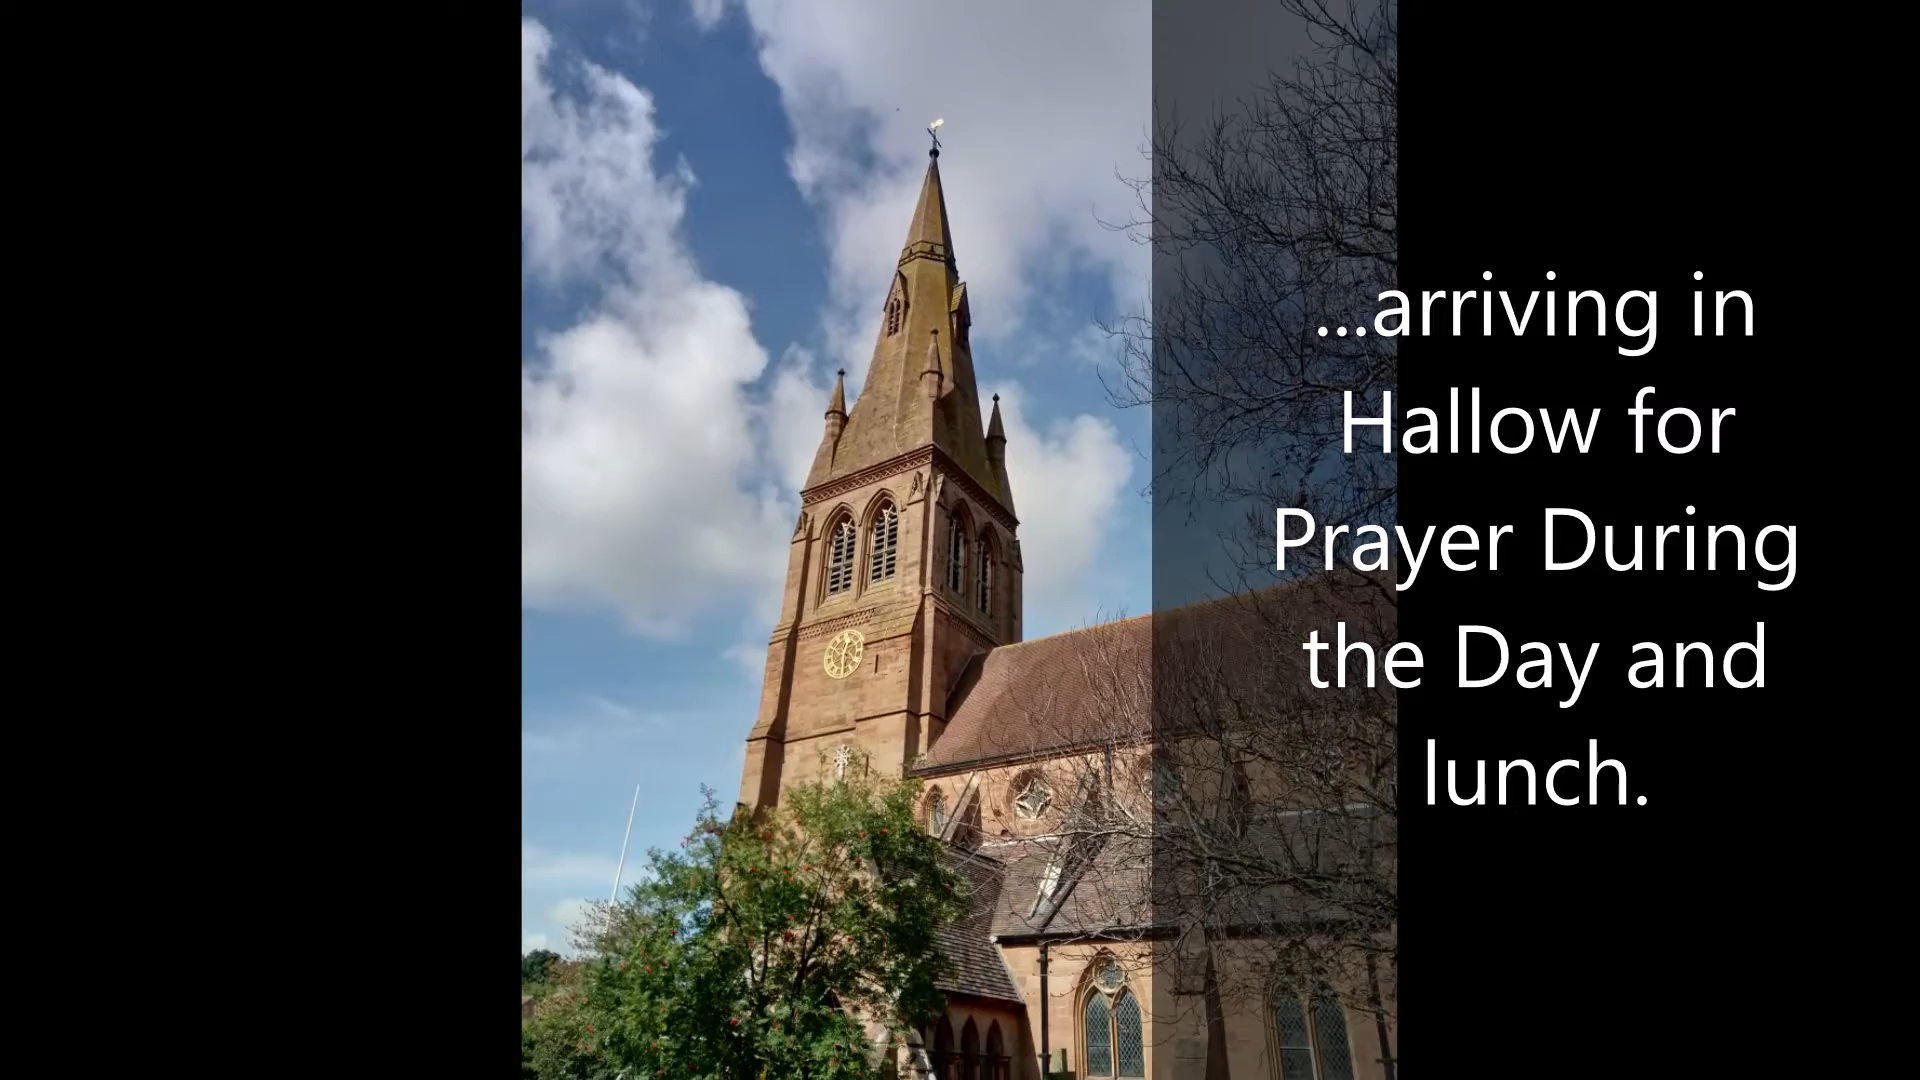 ...arriving in
Hallow for
Prayer During
the Day and
lunch.